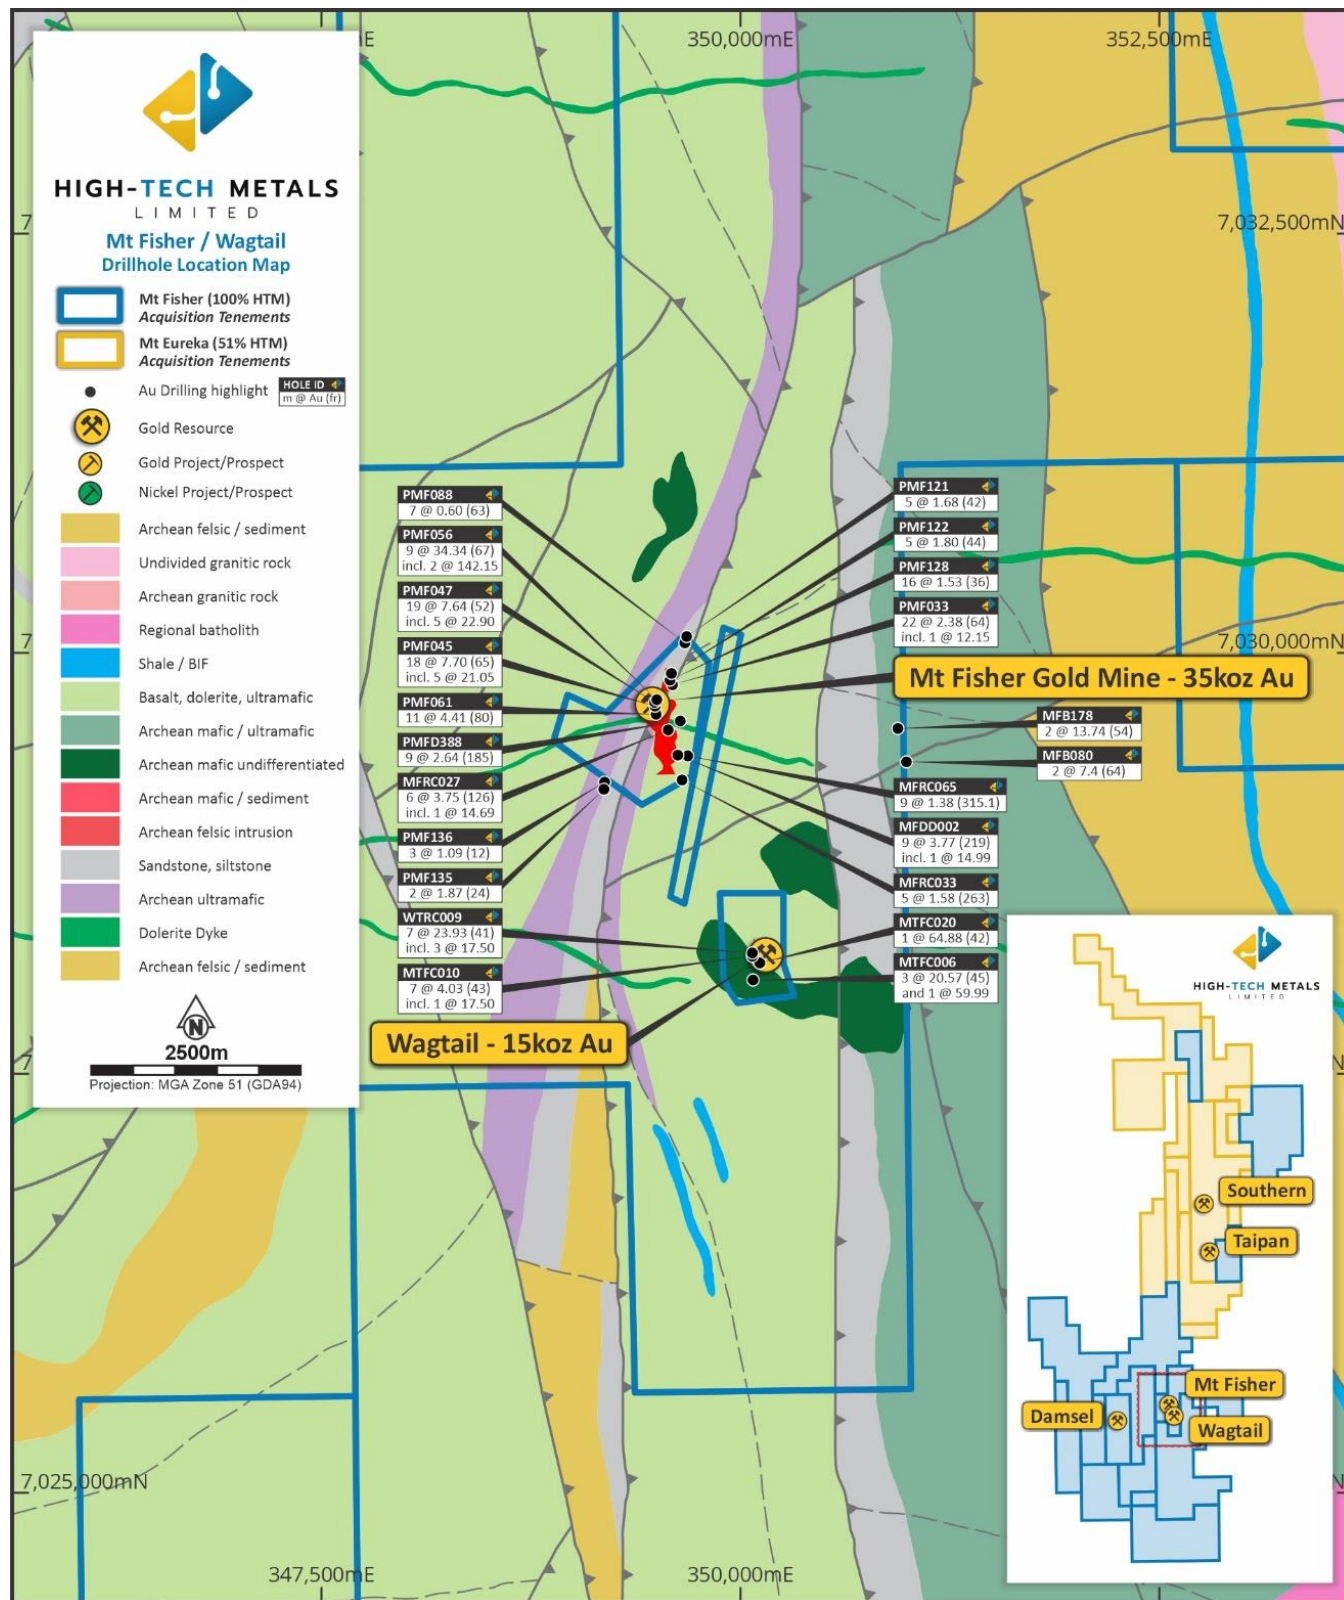 350,000mE
352,500mE
HIGH-TECH METALS
LIMITED
Mt Fisher / Wagtail
Drillhole Location Map
Mt Fisher (100% HTM)
Acquisition Tenements
Mt Eureka (51% HTM)
Acquisition Tenements
Au Drilling highlight
HOLE ID
m @ Au (fr)
Gold Resource
Gold Project/Prospect
Nickel Project/Prospect
Archean felsic / sediment
Undivided granitic rock
Archean granitic rock
Regional batholith
Shale / BIF
Basalt, dolerite, ultramafic
Archean mafic / ultramafic
Archean mafic undifferentiated
Archean mafic / sediment
Archean felsic intrusion
Sandstone, siltstone
Archean ultramafic
Dolerite Dyke
Archean felsic / sediment
N
2500m
Projection: MGA Zone 51 (GDA94)
7,032,500mN
7,030,000mN
PMF088
7 @ 0.60 (63)
PMF056
9 @ 34.34 (67)
incl. 2 @ 142.15
PMF047
19 @ 7.64 (52)
incl. 5 @ 22.90
PMF045
18 @ 7.70 (65)
incl. 5 @ 21.05
PMF061
11 @ 4.41 (80)
PMFD388
9 @ 2.64 (185)
MFRC027
6 @ 3.75 (126)
incl. 1 @ 14.69
PMF136
3 @ 1.09 (12)
PMF135
2 @ 1.87 (24)
WTRC009
7 @ 23.93 (41)
incl. 3 @ 17.50
MTFC010
7 @ 4.03 (43)
incl. 1 @ 17.50
Wagtail - 15koz Au
PMF121
5 @ 1.68 (42)
PMF122
5 @ 1.80 (44)
PMF128
16 @ 1.53 (36)
PMF033
22 @ 2.38 (64)
incl. 1 @ 12.15
Mt Fisher Gold Mine - 35koz Au
MFB178
2 @ 13.74 (54)
MFB080
2 @ 7.4 (64)
MFRC065
9 @ 1.38 (315.1)
MFDD002
9 @ 3.77 (219)
incl. 1 @ 14.99
MFRC033
5 @ 1.58 (263)
MTFC020
1 @ 64.88 (42)
MTFC006
3 @ 20.57 (45)
and 1 @ 59.99
HIGH-TECH METALS
LIMITED
Southern
Taipan
Mt Fisher
Damsel
Wagtail
7,025,000mN
347,500mE
350,000mE